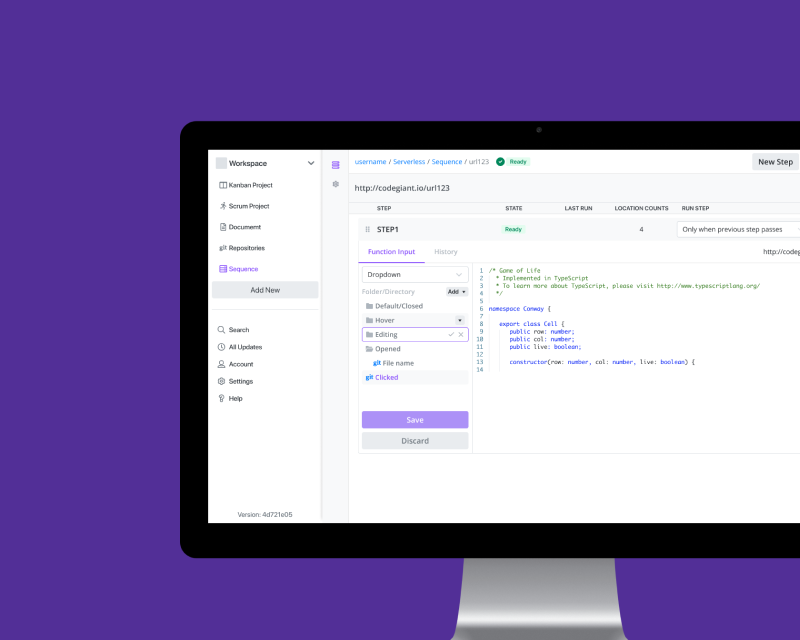 Workspace
Kanban Project
Scrum Project
Document
git Repositories
Sequence
Add New
Search
All Updates
Account
Settings
Help
Version: 4d721e05
username / Serverless / Sequence / url123 Ready
New Step
http://codegiant.io/url123
STEP STATE LAST RUN LOCATION COUNTS RUN STEP
STEP1 Ready 4 Only when previous step passes
Function Input History http://codeg
Dropdown
Folder/Directory Add
Default/Closed
Hover
Editing
Opened
git File name
git Clicked
Save
Discard
1 /* Game of Life
2 * Implemented in TypeScript
3 * To learn more about TypeScript, please visit http://www.typescriptlang.org/
4 */
5
6 namespace Conway {
7
8 export class Cell {
9 public row: number;
10 public col: number;
11 public live: boolean;
12
13 constructor(row: number, col: number, live: boolean) {
14